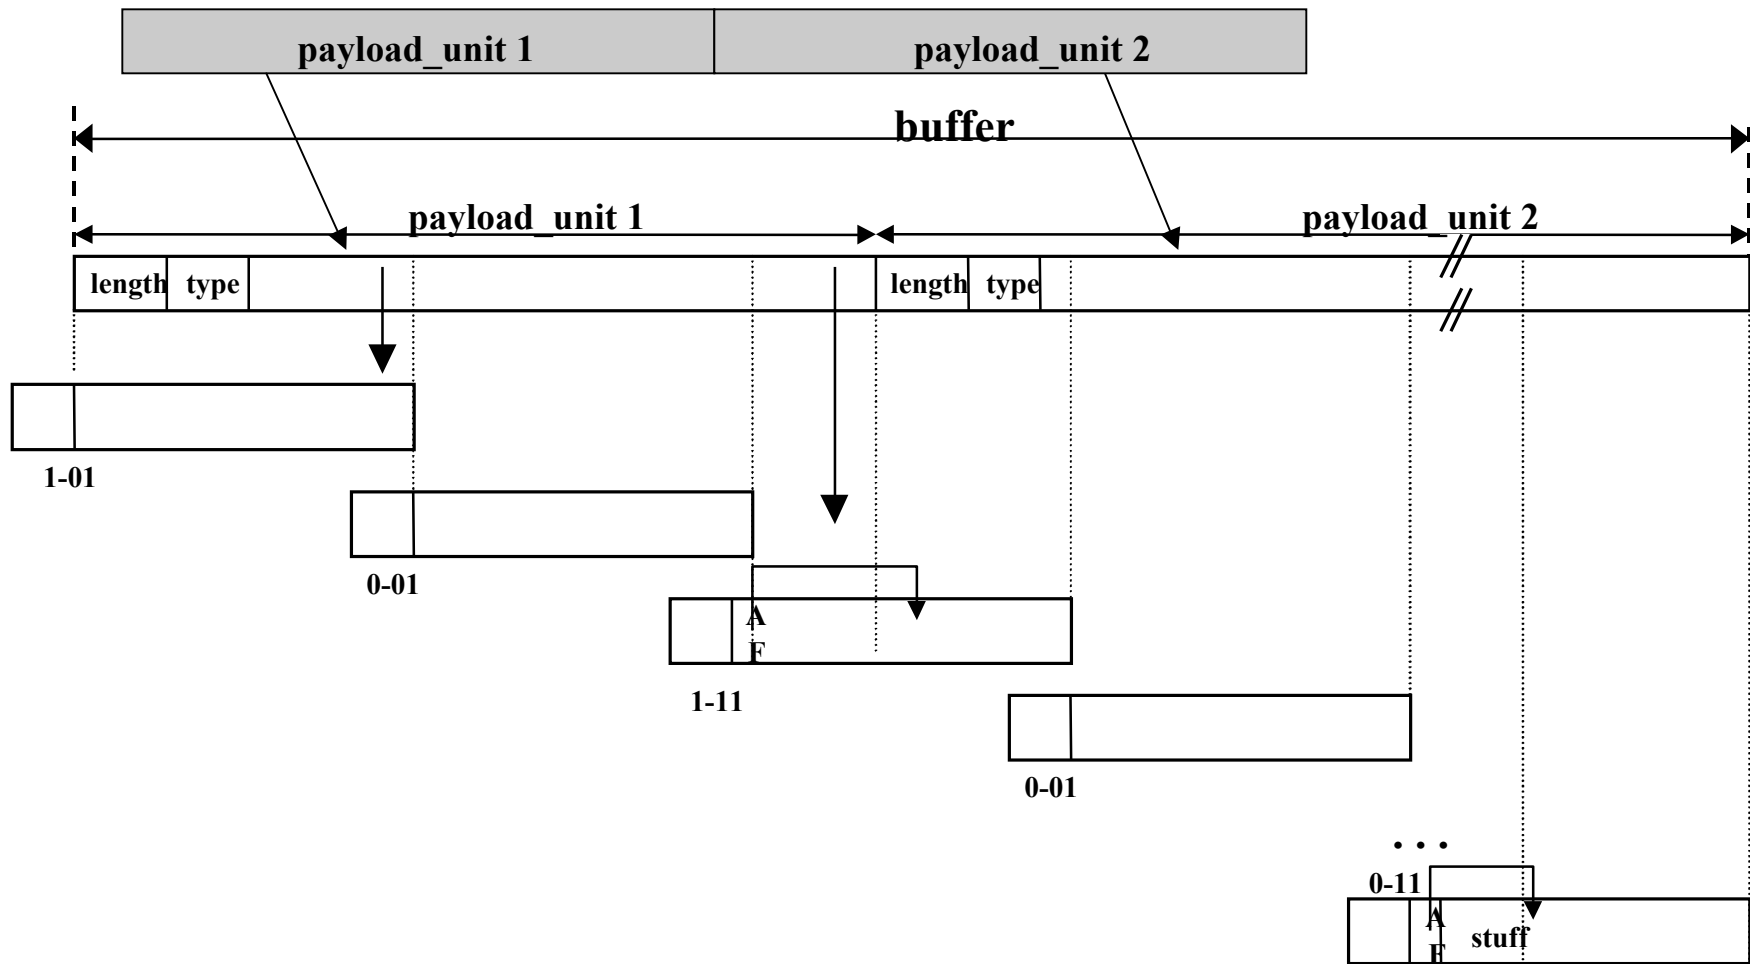 payload_unit 1 payload_unit 2
buffer
payload_unit 1 payload_unit 2
length type length type
1-01
0-01
A
F
1-11
0-01
. . .
0-11
A
F stuff